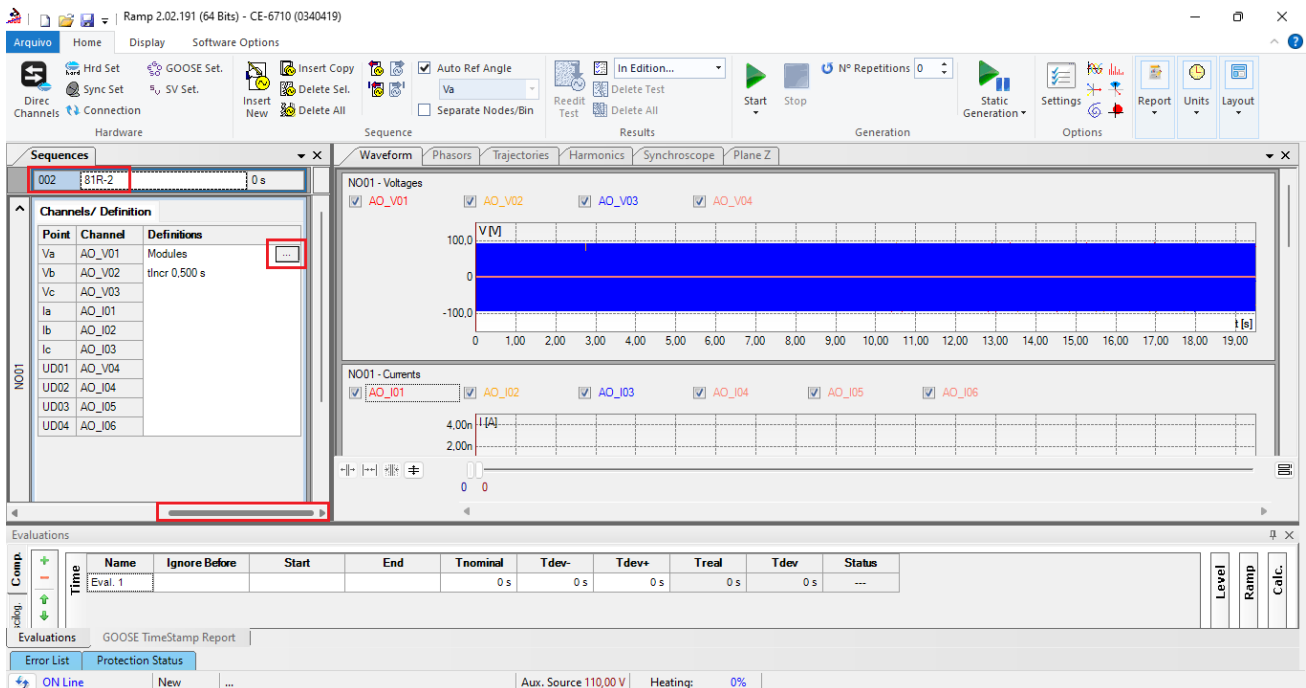 Ramp 2.02.191 (64 Bits) - CE-6710 (0340419)
Arquivo Home Display Software Options
Direc Channels
Hrd Set
Sync Set
Connection
GOOSE Set.
SV Set.
Hardware
Insert New
Insert Copy
Delete Sel.
Delete All
Auto Ref Angle
Va
Separate Nodes/Bin
Sequence
Reedit Test
In Edition...
Delete Test
Delete All
Results
Start Stop
Nº Repetitions 0
Static Generation
Generation
Settings
Options
Report Units Layout
Sequences
002 81R-2 0 s
Channels/ Definition
Point Channel Definitions
Va AO_V01 Modules ...
Vb AO_V02 tIncr 0,500 s
Vc AO_V03
Ia AO_I01
Ib AO_I02
Ic AO_I03
UD01 AO_V04
UD02 AO_I04
UD03 AO_I05
UD04 AO_I06
NO01
Waveform Phasors Trajectories Harmonics Synchroscope Plane Z
NO01 - Voltages
AO_V01 AO_V02 AO_V03 AO_V04
V [V]
100,0
0
-100,0
t [s]
0 1,00 2,00 3,00 4,00 5,00 6,00 7,00 8,00 9,00 10,00 11,00 12,00 13,00 14,00 15,00 16,00 17,00 18,00 19,00
NO01 - Currents
AO_I01 AO_I02 AO_I03 AO_I04 AO_I05 AO_I06
4,00n I [A]
2,00n
0 0
Evaluations
Comp.
Time
Name Ignore Before Start End Tnominal Tdev- Tdev+ Treal Tdev Status
Eval. 1 0 s 0 s 0 s 0 s 0 s ---
Level
Ramp
Calc.
Evaluations GOOSE TimeStamp Report
Error List Protection Status
ON Line New ... Aux. Source 110,00 V Heating: 0%